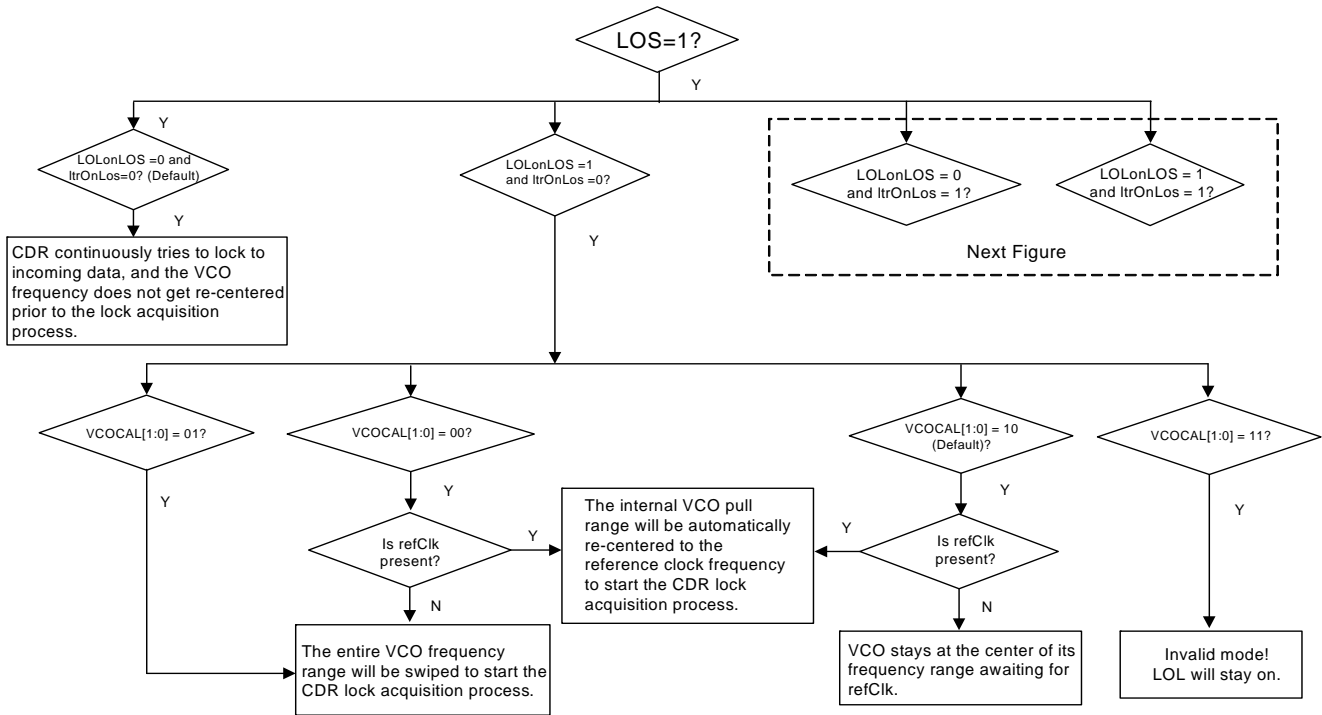 LOS=1?
Y
Y
LOLonLOS =0 and
ltrOnLos=0? (Default)
LOLonLOS =1
and ltrOnLos =0?
LOLonLOS = 0
and ltrOnLos = 1?
LOLonLOS = 1
and ltrOnLos = 1?
Next Figure
Y
Y
CDR continuously tries to lock to
incoming data, and the VCO
frequency does not get re-centered
prior to the lock acquisition
process.
VCOCAL[1:0] = 01?
VCOCAL[1:0] = 00?
VCOCAL[1:0] = 10
(Default)?
VCOCAL[1:0] = 11?
Y
Y
Y
Y
Is refClk
present?
Y
The internal VCO pull
range will be automatically
re-centered to the
reference clock frequency
to start the CDR lock
acquisition process.
Y
Is refClk
present?
N
N
The entire VCO frequency
range will be swiped to start the
CDR lock acquisition process.
VCO stays at the center of its
frequency range awaiting for
refClk.
Invalid mode!
LOL will stay on.